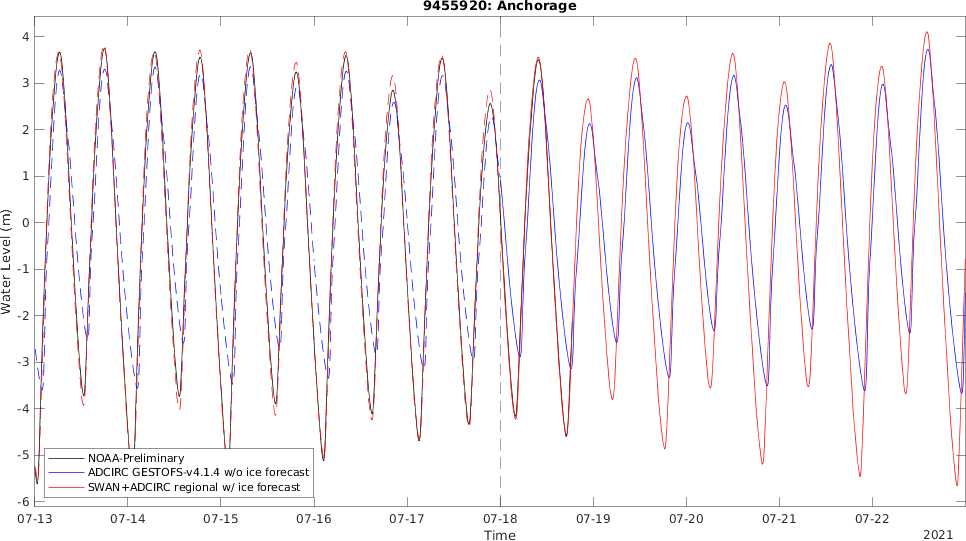 9455920: Anchorage
4
3
2
1
0
-1
-2
-3
-4
-5
-6
Water Level (m)
NOAA-Preliminary
ADCIRC GESTOFS-v4.1.4 w/o ice forecast
SWAN+ADCIRC regional w/ ice forecast
07-13 07-14 07-15 07-16 07-17 07-18 07-19 07-20 07-21 07-22
Time
2021